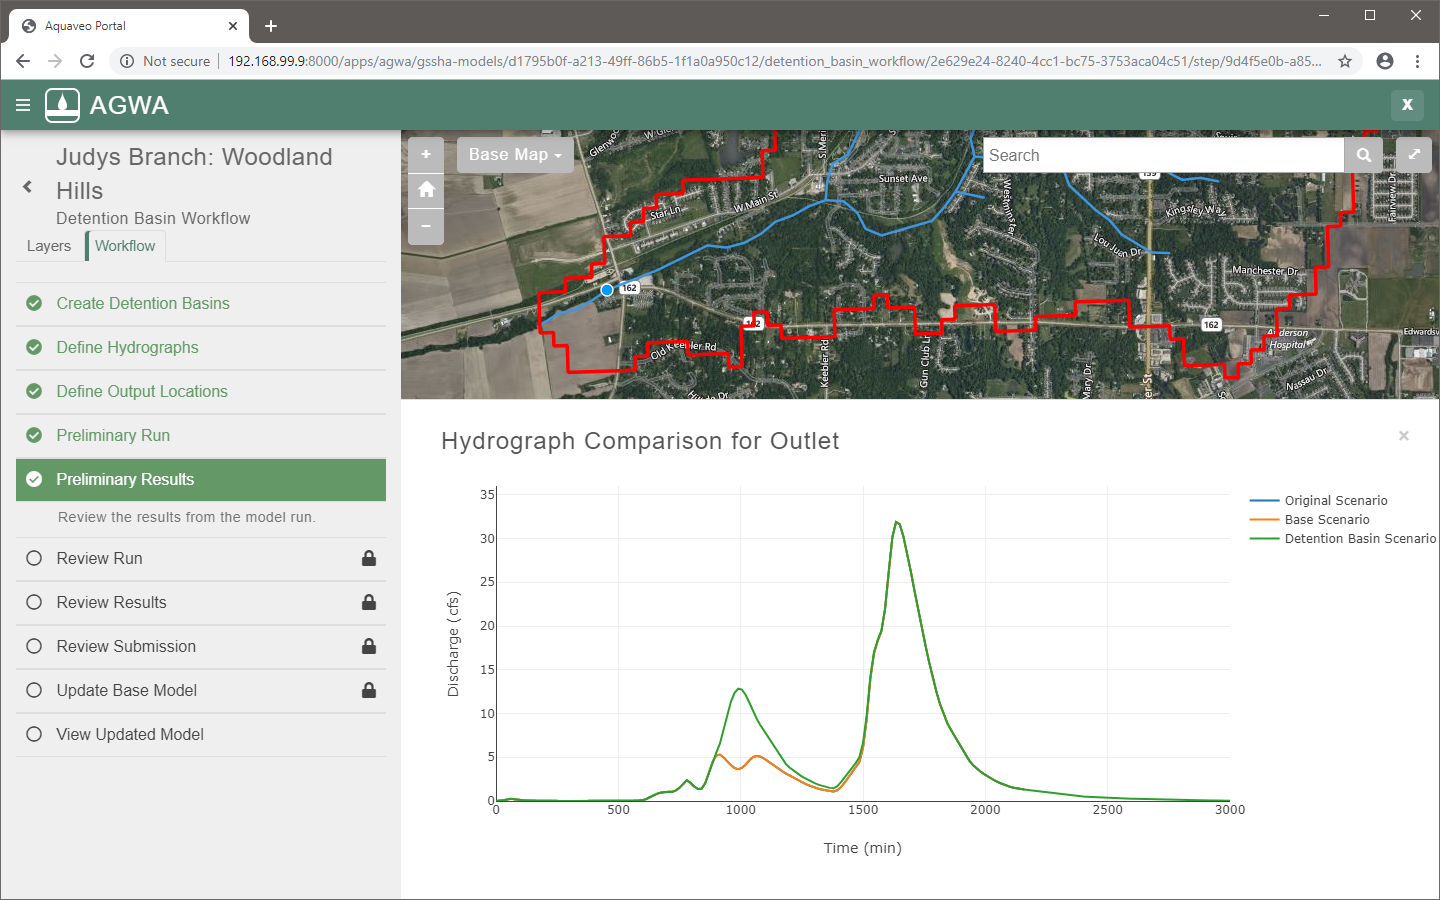 Aquaveo Portal
Not secure
192.168.99.9:8000/apps/agwa/gssha-models/d1795b0f-a213-49ff-86b5-1f1a0a950c12/detention_basin_workflow/2e629e24-8240-4cc1-bc75-3753aca04c51/step/9d4f5e0b-a85...
AGWA
X
Judys Branch: Woodland
Hills
Detention Basin Workflow
Layers
Workflow
Create Detention Basins
Define Hydrographs
Define Output Locations
Preliminary Run
Preliminary Results
Review the results from the model run.
Review Run
Review Results
Review Submission
Update Base Model
View Updated Model
+
−
Base Map
Search
Sunset Ave
Star Ln
W Main St
Kingsley Way
Lou Juan Dr
Manchester Dr
Fairview Dr
162
162
Old Keebler Rd
Keebler Rd
Gun Club Ln
Mary Dr
Anderson
Hospital
Nassau Dr
Hydrograph Comparison for Outlet
×
35
30
25
20
15
10
5
0
Discharge (cfs)
0
500
1000
1500
2000
2500
3000
Time (min)
Original Scenario
Base Scenario
Detention Basin Scenario